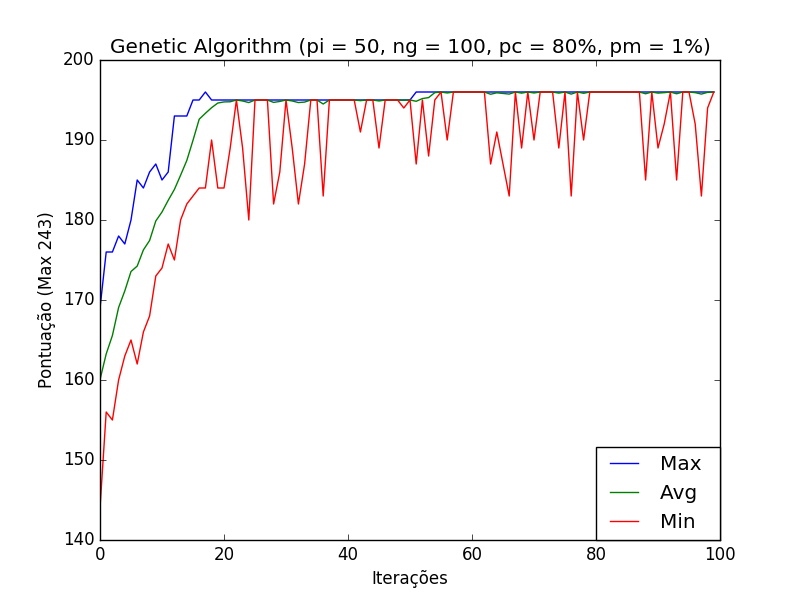 Genetic Algorithm (pi = 50, ng = 100, pc = 80%, pm = 1%)
200
190
180
170
160
150
140
Pontuação (Max 243)
Max
Avg
Min
0 20 40 60 80 100
Iterações